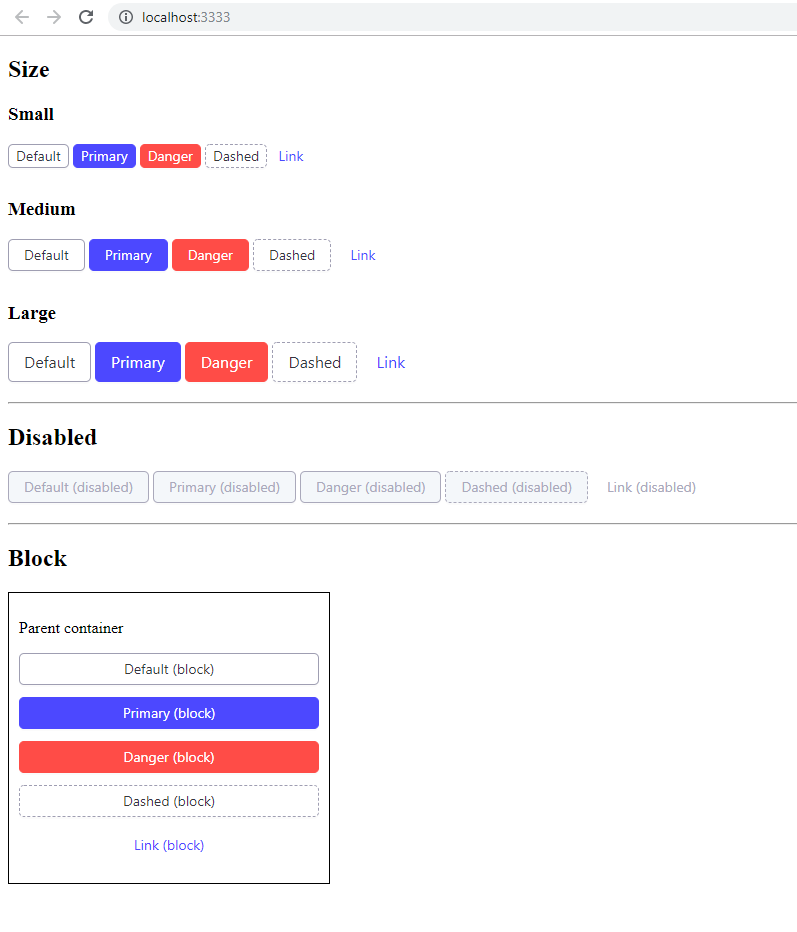 localhost:3333
Size
Small
Default Primary Danger Dashed Link
Medium
Default Primary Danger Dashed Link
Large
Default Primary Danger Dashed Link
Disabled
Default (disabled) Primary (disabled) Danger (disabled) Dashed (disabled) Link (disabled)
Block
Parent container
Default (block)
Primary (block)
Danger (block)
Dashed (block)
Link (block)